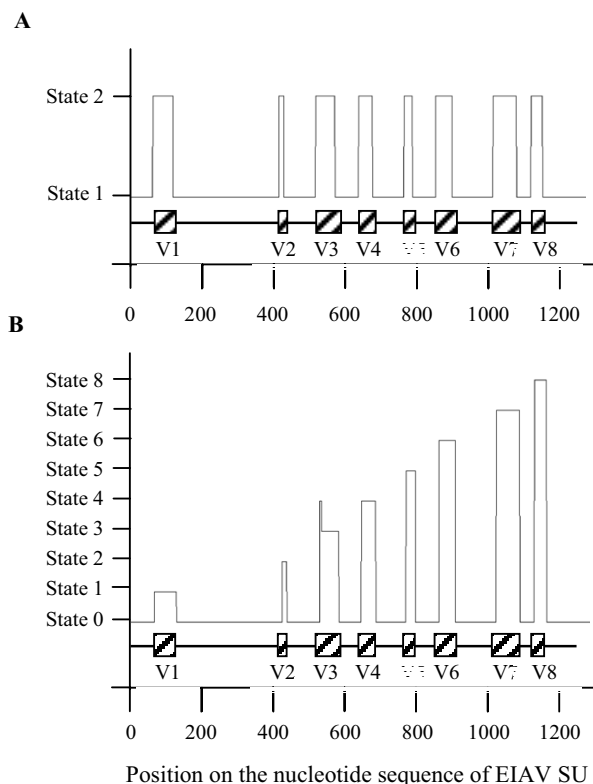 A
State 2
State 1
V1 V2 V3 V4 V6 V7 V8
0 200 400 600 800 1000 1200
B
State 8
State 7
State 6
State 5
State 4
State 3
State 2
State 1
State 0
V1 V2 V3 V4 V6 V7 V8
0 200 400 600 800 1000 1200
Position on the nucleotide sequence of EIAV SU